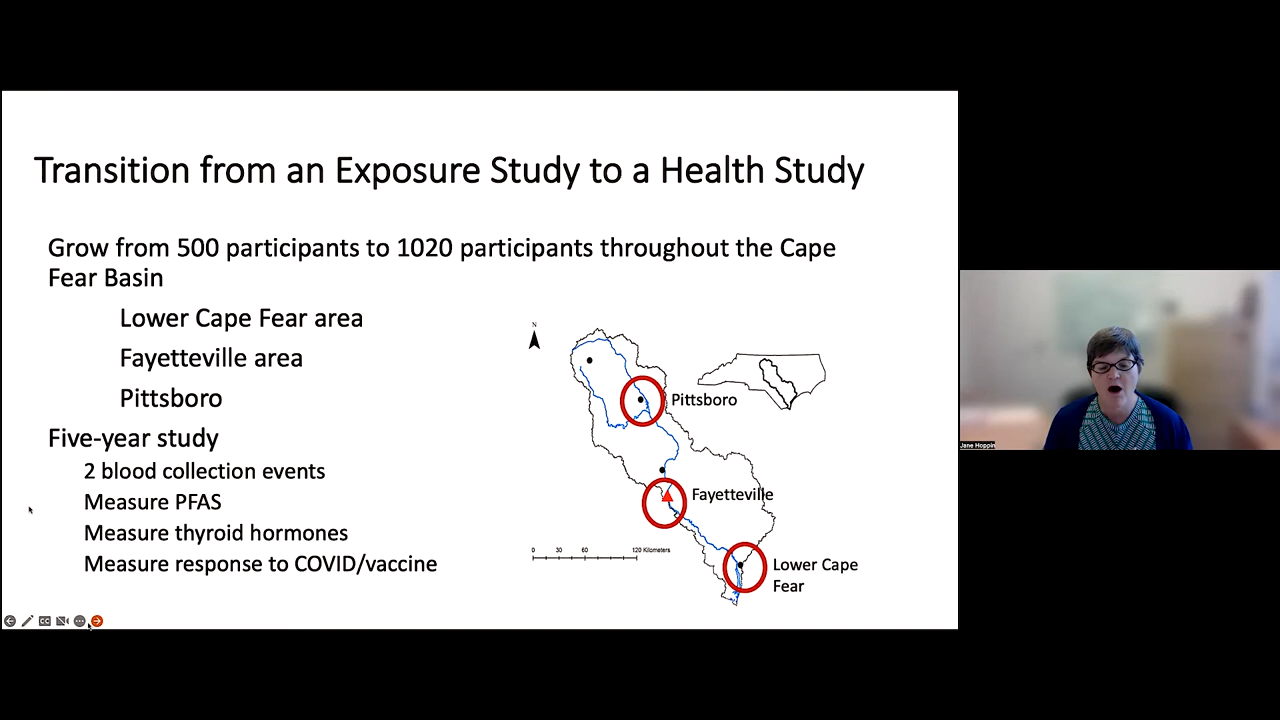 Transition from an Exposure Study to a Health Study
Grow from 500 participants to 1020 participants throughout the Cape
Fear Basin
Lower Cape Fear area
Fayetteville area
Pittsboro
Five-year study
2 blood collection events
Measure PFAS
Measure thyroid hormones
Measure response to COVID/vaccine
N
Pittsboro
Fayetteville
0 30 60 120 Kilometers
Lower Cape
Fear
CC
Jane Hoppin